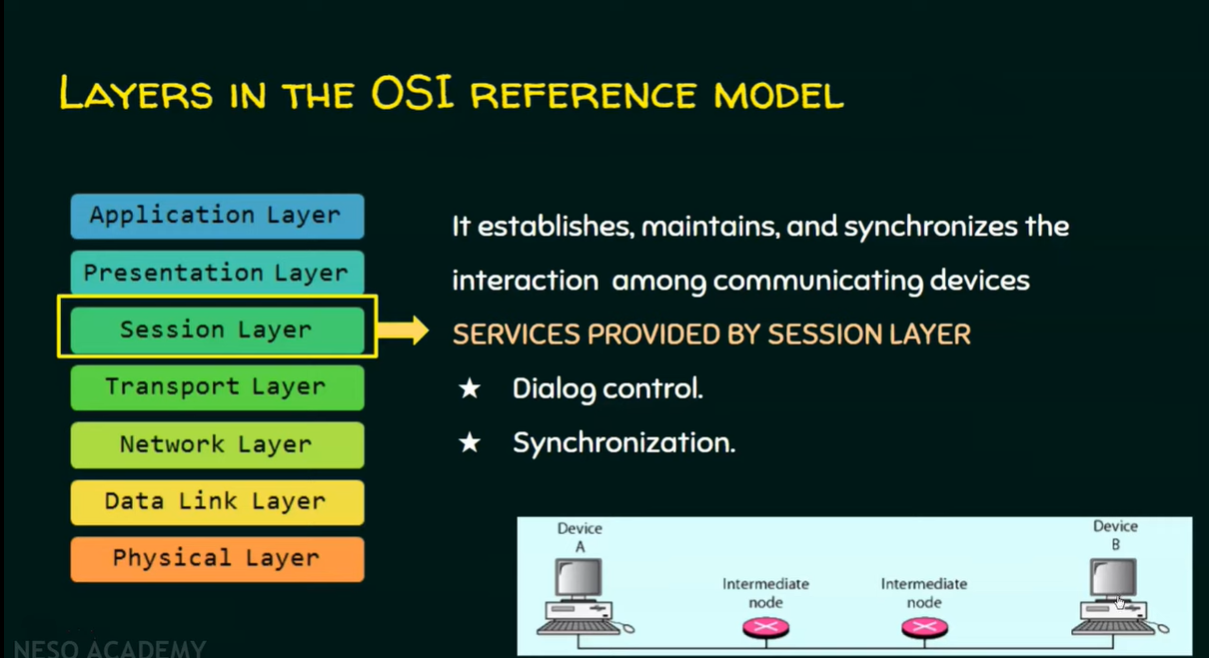 LAYERS IN THE OSI REFERENCE MODEL
Application Layer
Presentation Layer
Session Layer
Transport Layer
Network Layer
Data Link Layer
Physical Layer
It establishes, maintains, and synchronizes the
interaction among communicating devices
SERVICES PROVIDED BY SESSION LAYER
★ Dialog control.
★ Synchronization.
Device
A
Intermediate
node
Intermediate
node
Device
B
NESO ACADEMY